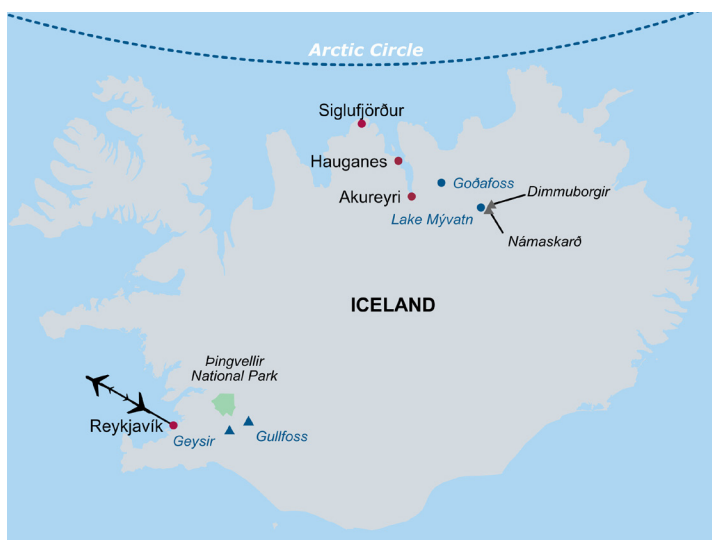 Arctic Circle
Siglufjörður
Hauganes
Goðafoss
Dimmuborgir
Akureyri
Lake Mývatn
Námaskarð
ICELAND
Þingvellir
National Park
Reykjavík
Geysir
Gullfoss